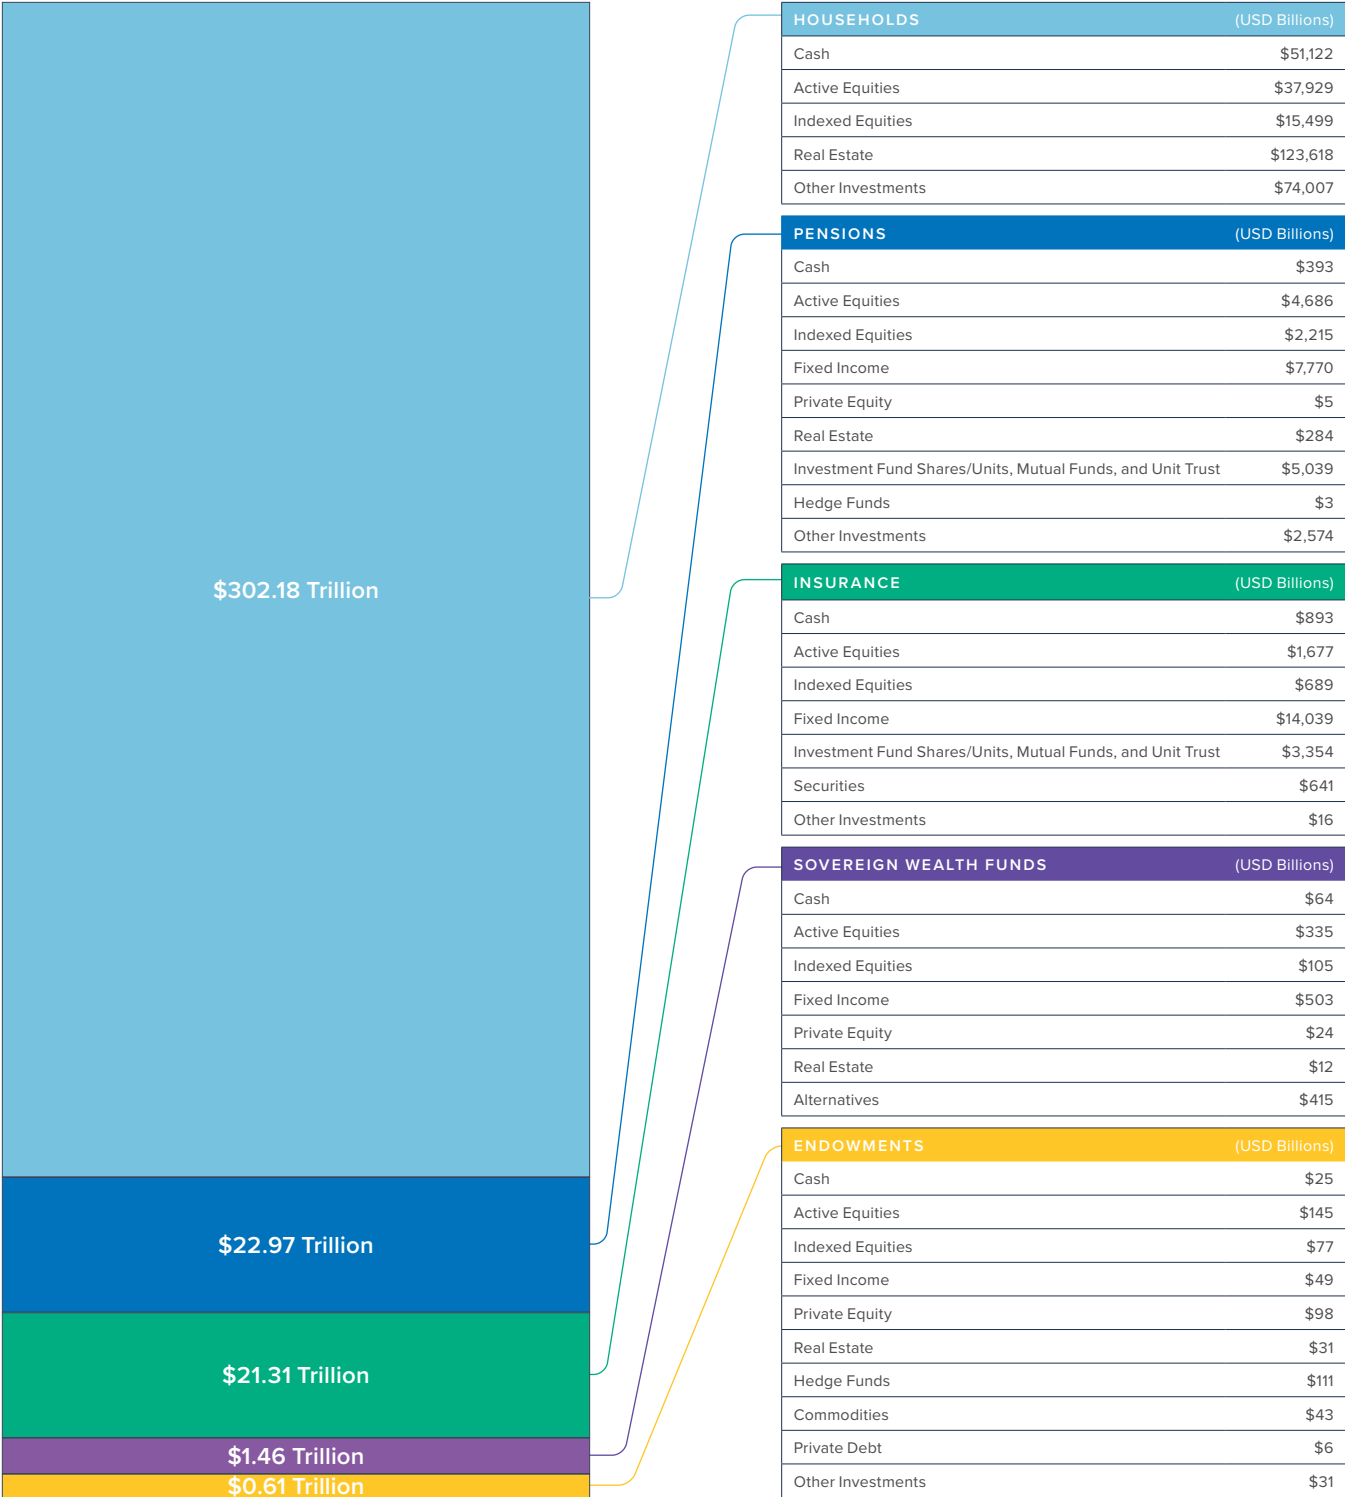 $302.18 Trillion
$22.97 Trillion
$21.31 Trillion
$1.46 Trillion
$0.61 Trillion
HOUSEHOLDS (USD Billions)
Cash $51,122
Active Equities $37,929
Indexed Equities $15,499
Real Estate $123,618
Other Investments $74,007
PENSIONS (USD Billions)
Cash $393
Active Equities $4,686
Indexed Equities $2,215
Fixed Income $7,770
Private Equity $5
Real Estate $284
Investment Fund Shares/Units, Mutual Funds, and Unit Trust $5,039
Hedge Funds $3
Other Investments $2,574
INSURANCE (USD Billions)
Cash $893
Active Equities $1,677
Indexed Equities $689
Fixed Income $14,039
Investment Fund Shares/Units, Mutual Funds, and Unit Trust $3,354
Securities $641
Other Investments $16
SOVEREIGN WEALTH FUNDS (USD Billions)
Cash $64
Active Equities $335
Indexed Equities $105
Fixed Income $503
Private Equity $24
Real Estate $12
Alternatives $415
ENDOWMENTS (USD Billions)
Cash $25
Active Equities $145
Indexed Equities $77
Fixed Income $49
Private Equity $98
Real Estate $31
Hedge Funds $111
Commodities $43
Private Debt $6
Other Investments $31